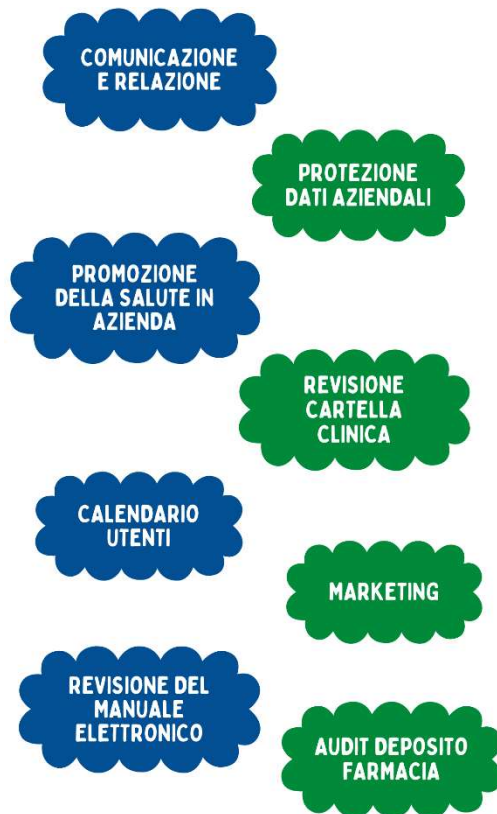 COMUNICAZIONE
E RELAZIONE
PROTEZIONE
DATI AZIENDALI
PROMOZIONE
DELLA SALUTE IN
AZIENDA
REVISIONE
CARTELLA
CLINICA
CALENDARIO
UTENTI
MARKETING
REVISIONE DEL
MANUALE
ELETTRONICO
AUDIT DEPOSITO
FARMACIA